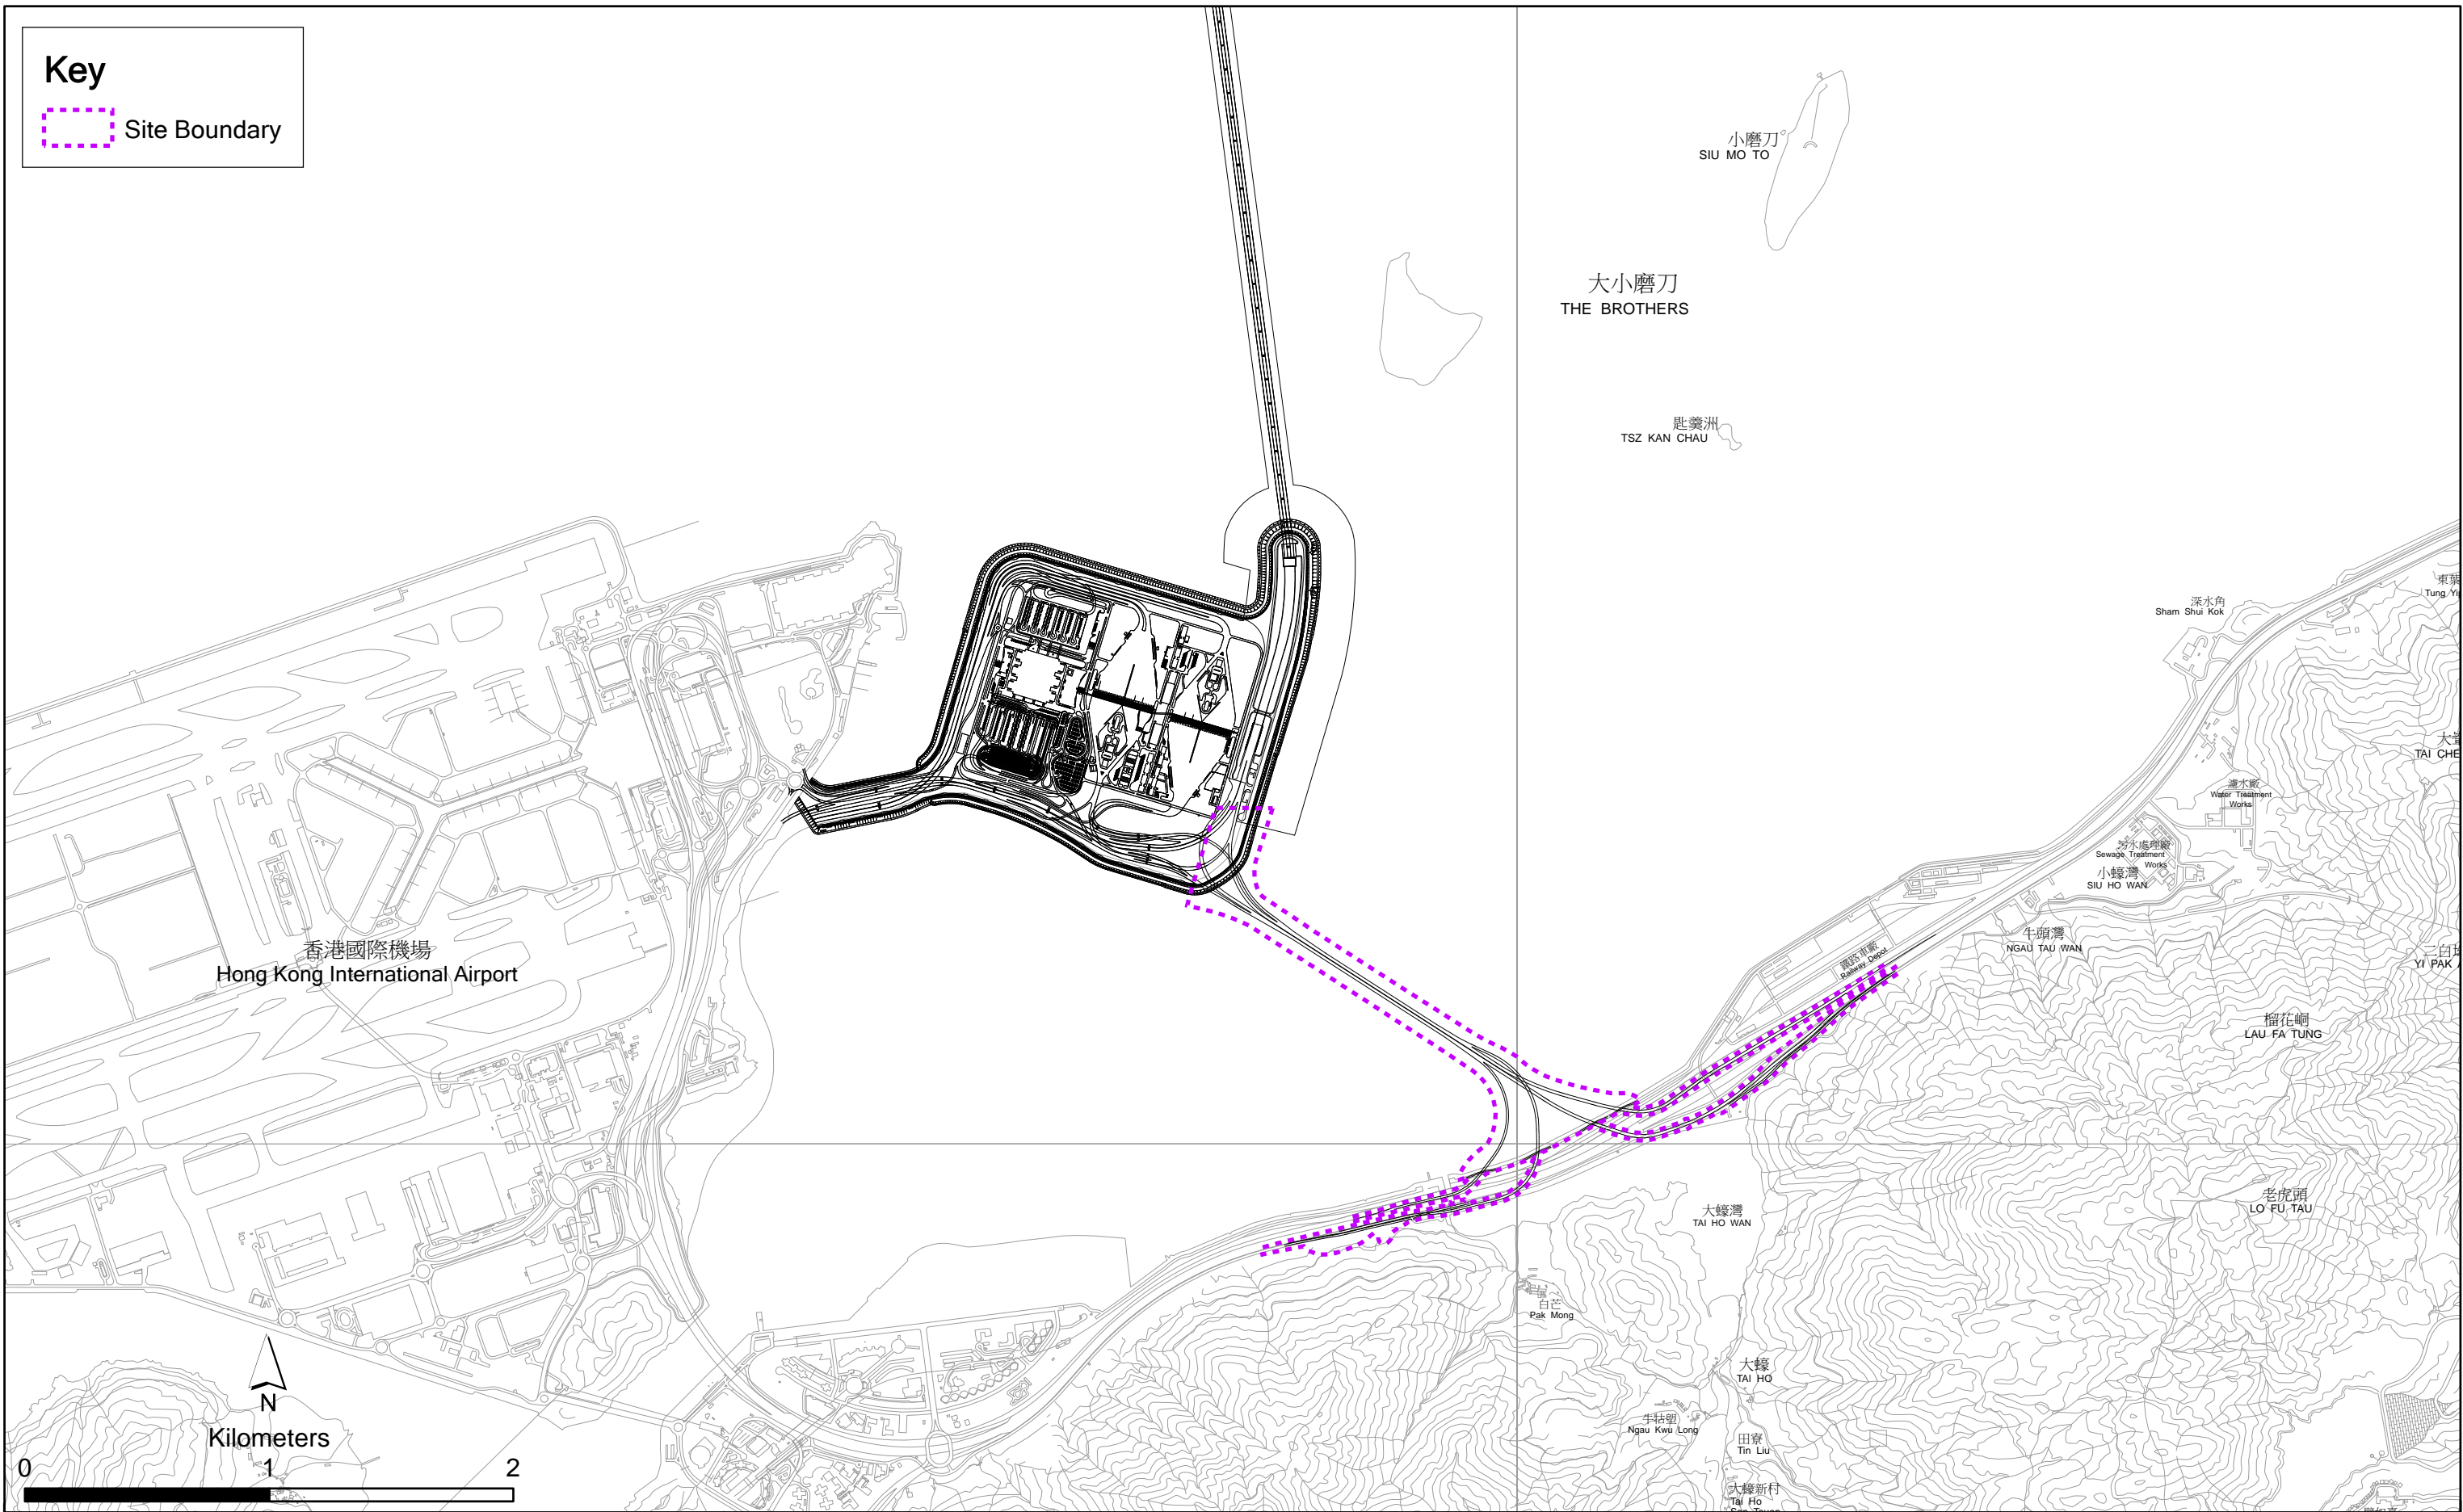 Key
Site Boundary
小磨刀
SIU MO TO
大小磨刀
THE BROTHERS
匙羹洲
TSZ KAN CHAU
深水角
Sham Shui Kok
Tung
TAI
濾水廠
Water Treatment
Works
污水處理廠
Sewage Treatment
Works
小蠔灣
SIU HO WAN
牛頭灣
NGAU TAU WAN
鐵路車廠
Railway Depot
YI PAK
榴花峒
LAU FA TUNG
香港國際機場
Hong Kong International Airport
老虎頭
LO FU TAU
大蠔灣
TAI HO WAN
白芒
Pak Mong
大蠔
TAI HO
牛牯塱
Ngau Kwu Long
田寮
Tin Liu
大蠔新村
Tai Ho
N
Kilometers
0 1 2